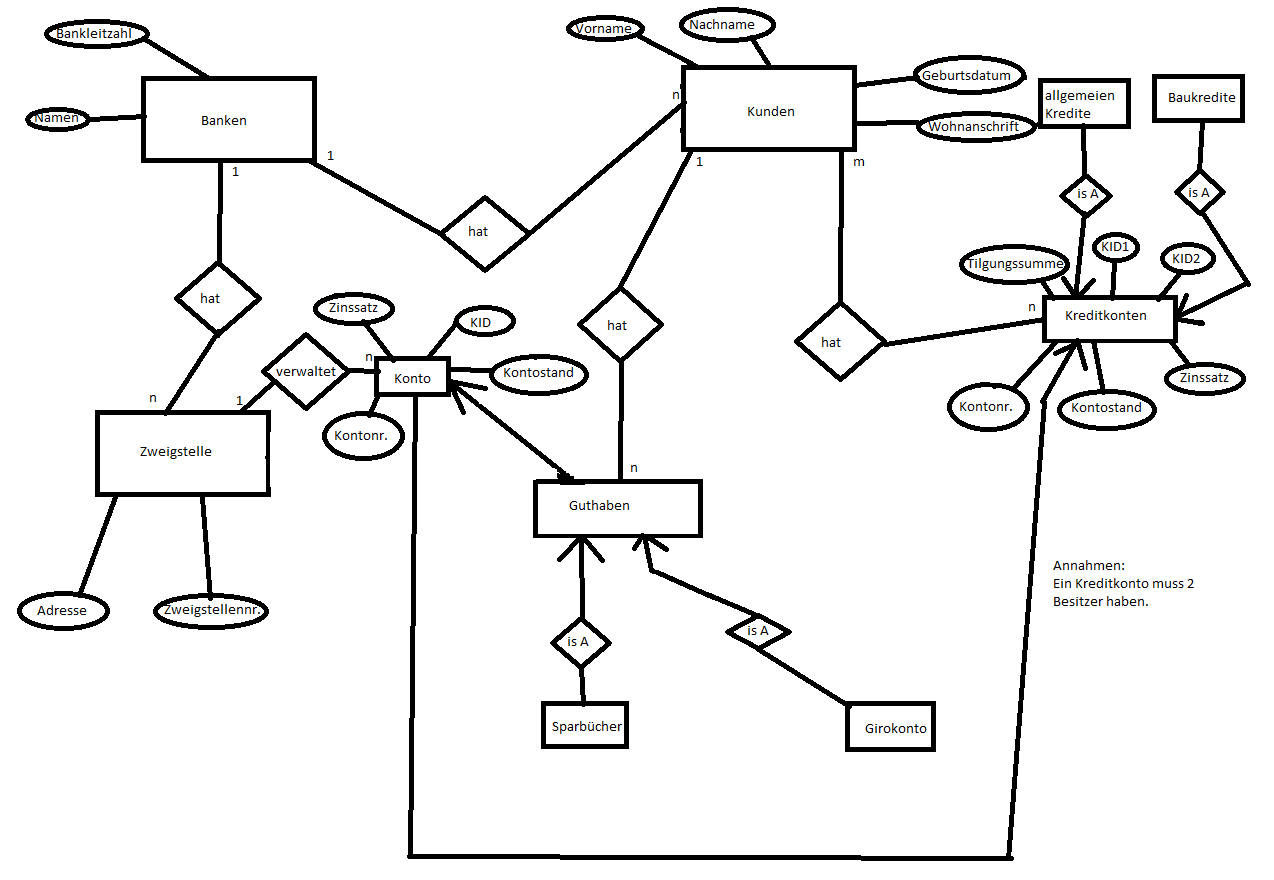 Bankleitzahl
Namen
Banken
1
1
hat
hat
n
Vorname
Nachname
Kunden
n
1
m
Geburtsdatum
Wohnanschrift
allgemeien
Kredite
Baukredite
is A
is A
Tilgungssumme
KID1
KID2
n
Kreditkonten
Zinssatz
Kontonr.
Kontostand
hat
hat
n
Zinssatz
KID
verwaltet
n
1
Konto
Kontostand
Kontonr.
Zweigstelle
Adresse
Zweigstellennr.
Guthaben
is A
is A
Sparbücher
Girokonto
Annahmen:
Ein Kreditkonto muss 2
Besitzer haben.